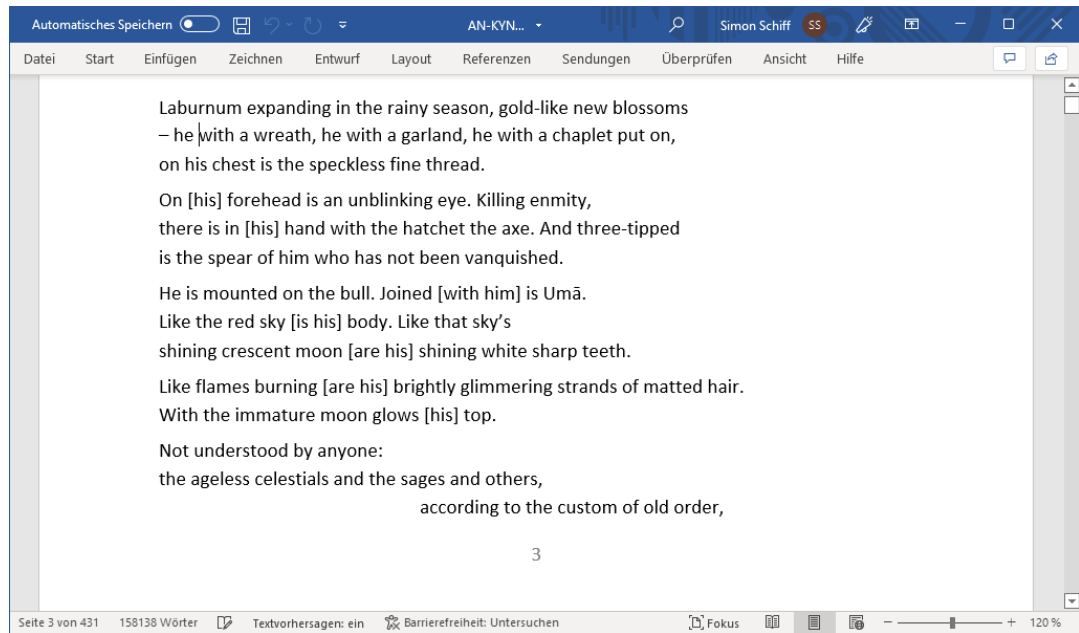 Automatisches Speichern AN-KYN... Simon Schiff SS
Datei Start Einfügen Zeichnen Entwurf Layout Referenzen Sendungen Überprüfen Ansicht Hilfe
Laburnum expanding in the rainy season, gold-like new blossoms
– he with a wreath, he with a garland, he with a chaplet put on,
on his chest is the speckless fine thread.
On [his] forehead is an unblinking eye. Killing enmity,
there is in [his] hand with the hatchet the axe. And three-tipped
is the spear of him who has not been vanquished.
He is mounted on the bull. Joined [with him] is Umā.
Like the red sky [is his] body. Like that sky’s
shining crescent moon [are his] shining white sharp teeth.
Like flames burning [are his] brightly glimmering strands of matted hair.
With the immature moon glows [his] top.
Not understood by anyone:
the ageless celestials and the sages and others,
according to the custom of old order,
3
Seite 3 von 431 158138 Wörter Textvorhersagen: ein Barrierefreiheit: Untersuchen Fokus 120 %